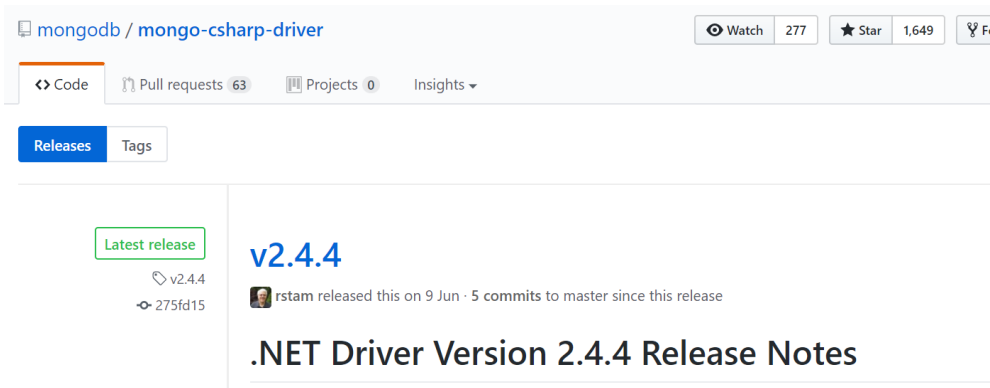 mongodb / mongo-csharp-driver
Watch 277 Star 1,649
Code Pull requests 63 Projects 0 Insights
Releases Tags
Latest release
v2.4.4
275fd15
v2.4.4
rstam released this on 9 Jun · 5 commits to master since this release
.NET Driver Version 2.4.4 Release Notes